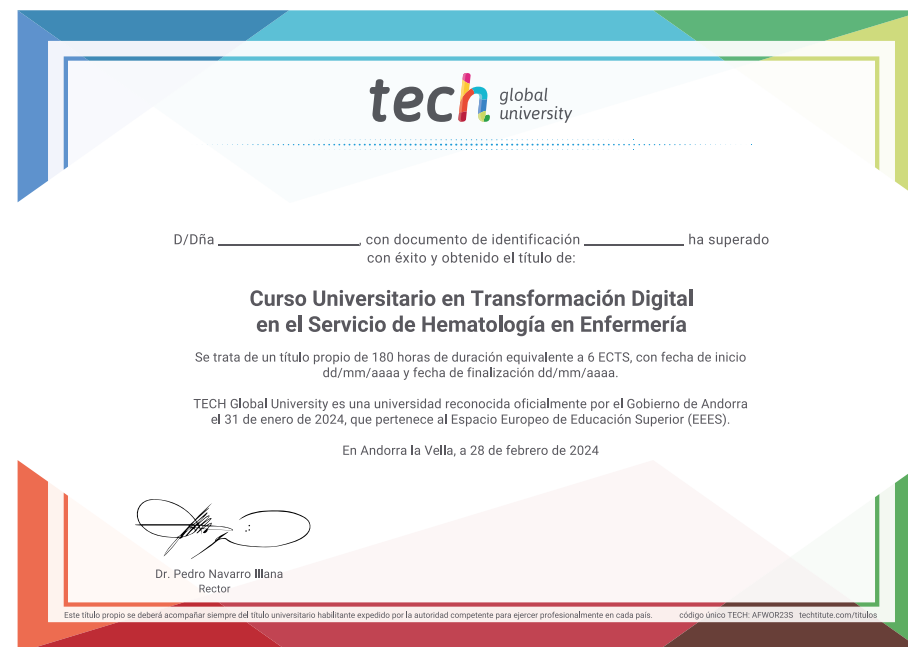 tech global university
D/Dña ____________________, con documento de identificación ______________ ha superado
con éxito y obtenido el título de:
Curso Universitario en Transformación Digital
en el Servicio de Hematología en Enfermería
Se trata de un título propio de 180 horas de duración equivalente a 6 ECTS, con fecha de inicio
dd/mm/aaaa y fecha de finalización dd/mm/aaaa.
TECH Global University es una universidad reconocida oficialmente por el Gobierno de Andorra
el 31 de enero de 2024, que pertenece al Espacio Europeo de Educación Superior (EEES).
En Andorra la Vella, a 28 de febrero de 2024
Dr. Pedro Navarro Illana
Rector
Este título propio se deberá acompañar siempre del título universitario habilitante expedido por la autoridad competente para ejercer profesionalmente en cada país. código único TECH: AFWOR23S techtitute.com/titulos